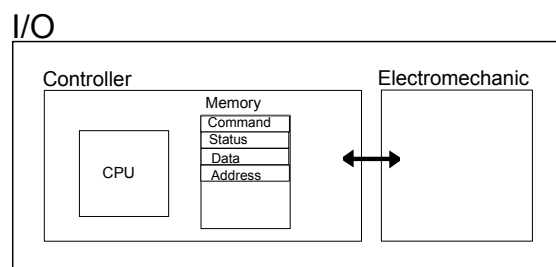 I/O
Controller
Electromechanic
Memory
Command
Status
Data
Address
CPU